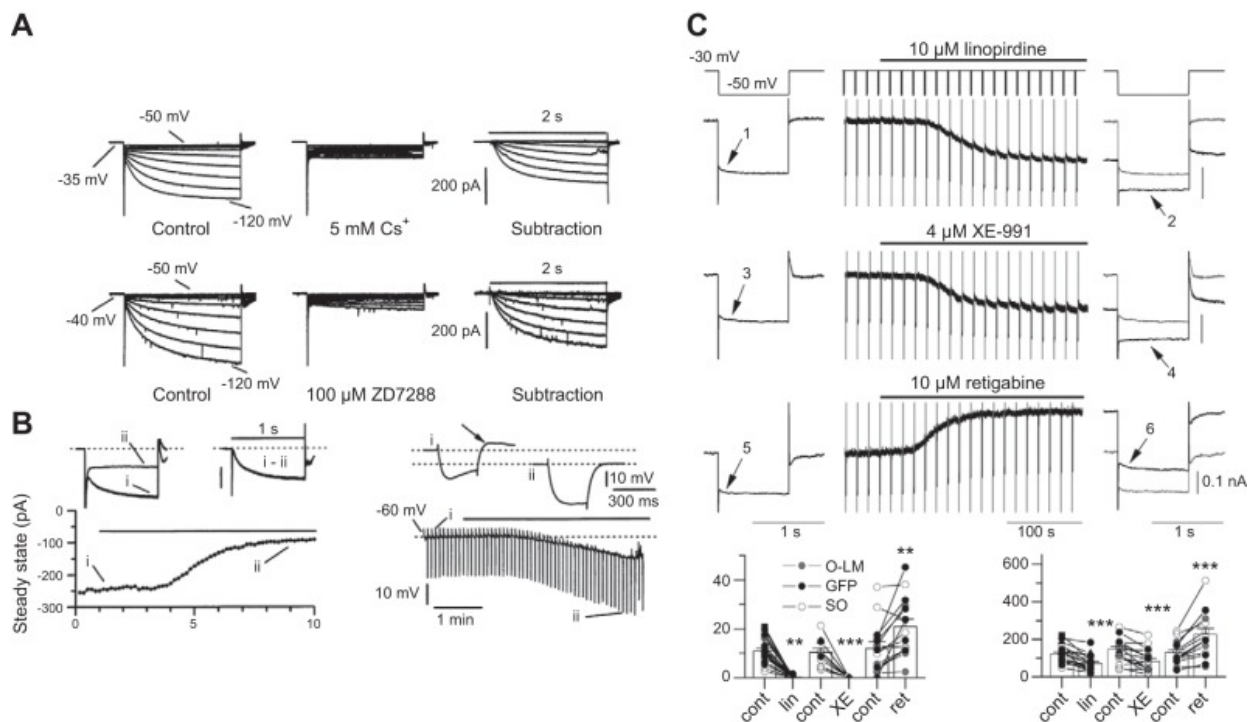 A
-50 mV
2 s
-35 mV
200 pA
-120 mV
Control
5 mM Cs⁺
Subtraction
-50 mV
2 s
-40 mV
200 pA
-120 mV
Control
100 µM ZD7288
Subtraction
B
ii
1 s
i
i - ii
i
ii
10 mV
300 ms
Steady state (pA)
0
-100
-200
-300
i
ii
0
5
10
-60 mV
i
10 mV
1 min
ii
C
10 µM linopirdine
-30 mV
-50 mV
1
2
4 µM XE-991
3
4
10 µM retigabine
5
6
0.1 nA
1 s
100 s
1 s
40
20
0
O-LM
GFP
SO
**
***
**
cont
lin
cont
XE
cont
ret
600
400
200
0
***
***
***
cont
lin
cont
XE
cont
ret